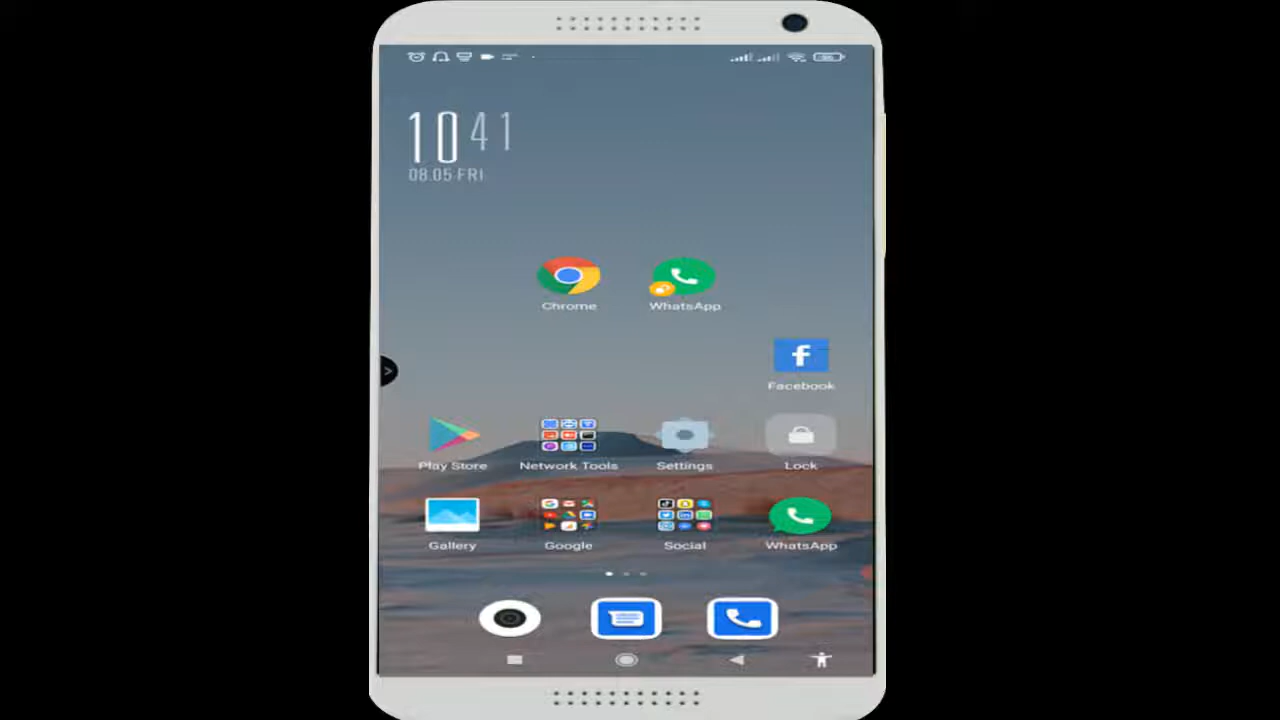 10 41
08.05 FRI
Chrome
WhatsApp
Facebook
Play Store
Network Tools
Settings
Lock
Gallery
Google
Social
WhatsApp